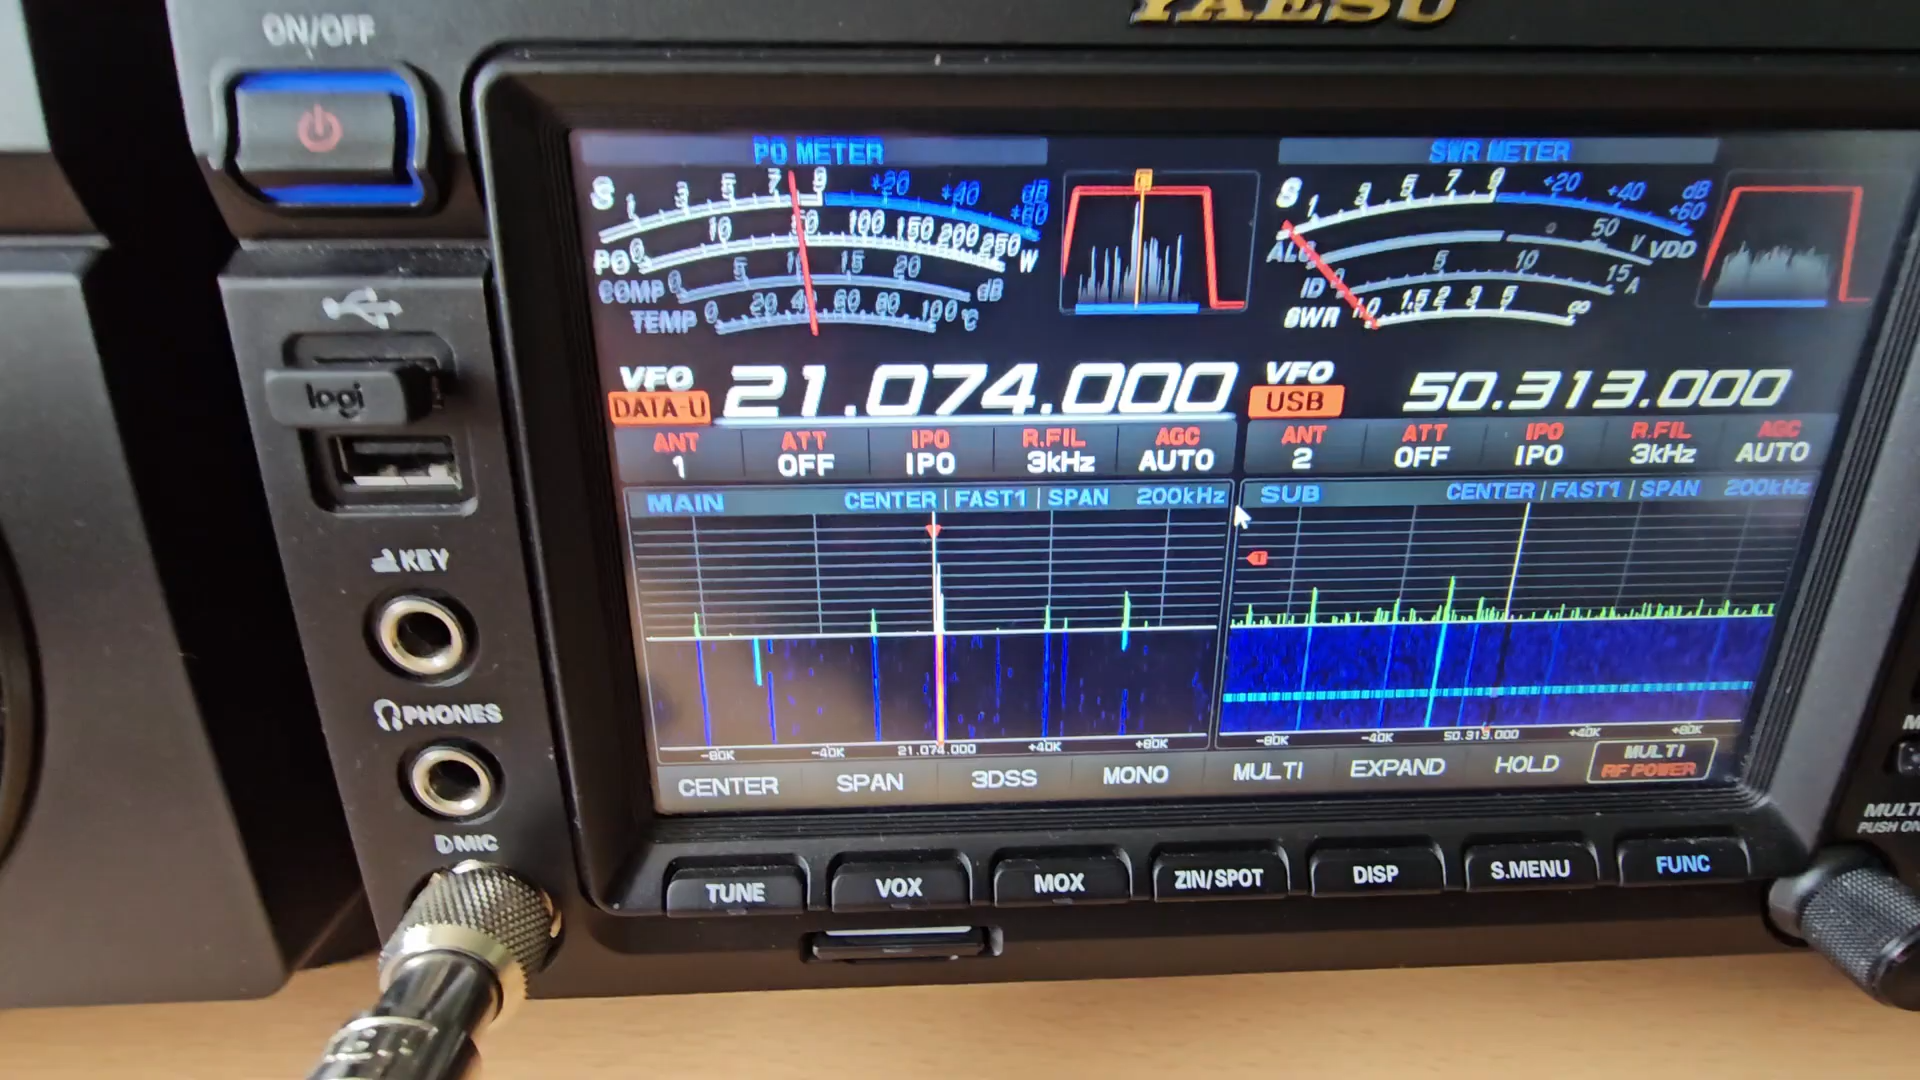 YAESU
ON/OFF
PO METER
SWR METER
S 1 3 5 7 9 +20 +40 +60 dB
PO 0 10 50 100 150 200 250 W
COMP 0 5 10 15 20 dB
TEMP 0 20 40 60 80 100 °C
C
S 1 3 5 7 9 +20 +40 +60 dB
ALC 50 V VDD
ID 0 5 10 15 A
SWR 1.0 1.5 2 3 5 ∞
VFO
DATA-U
21.074.000
VFO
USB
50.313.000
ANT ATT IPO R.FIL AGC
1 OFF IPO 3kHz AUTO
ANT ATT IPO R.FIL AGC
2 OFF IPO 3kHz AUTO
MAIN CENTER | FAST1 | SPAN 200kHz
SUB CENTER | FAST1 | SPAN 200kHz
-80K -40K 21.074.000 +40K +80K
-80K -40K 50.313.000 +40K +80K
CENTER SPAN 3DSS MONO MULTI EXPAND HOLD
MULTI
RF POWER
logi
KEY
PHONES
MIC
TUNE VOX MOX ZIN/SPOT DISP S.MENU FUNC
MULTI
PUSH ON